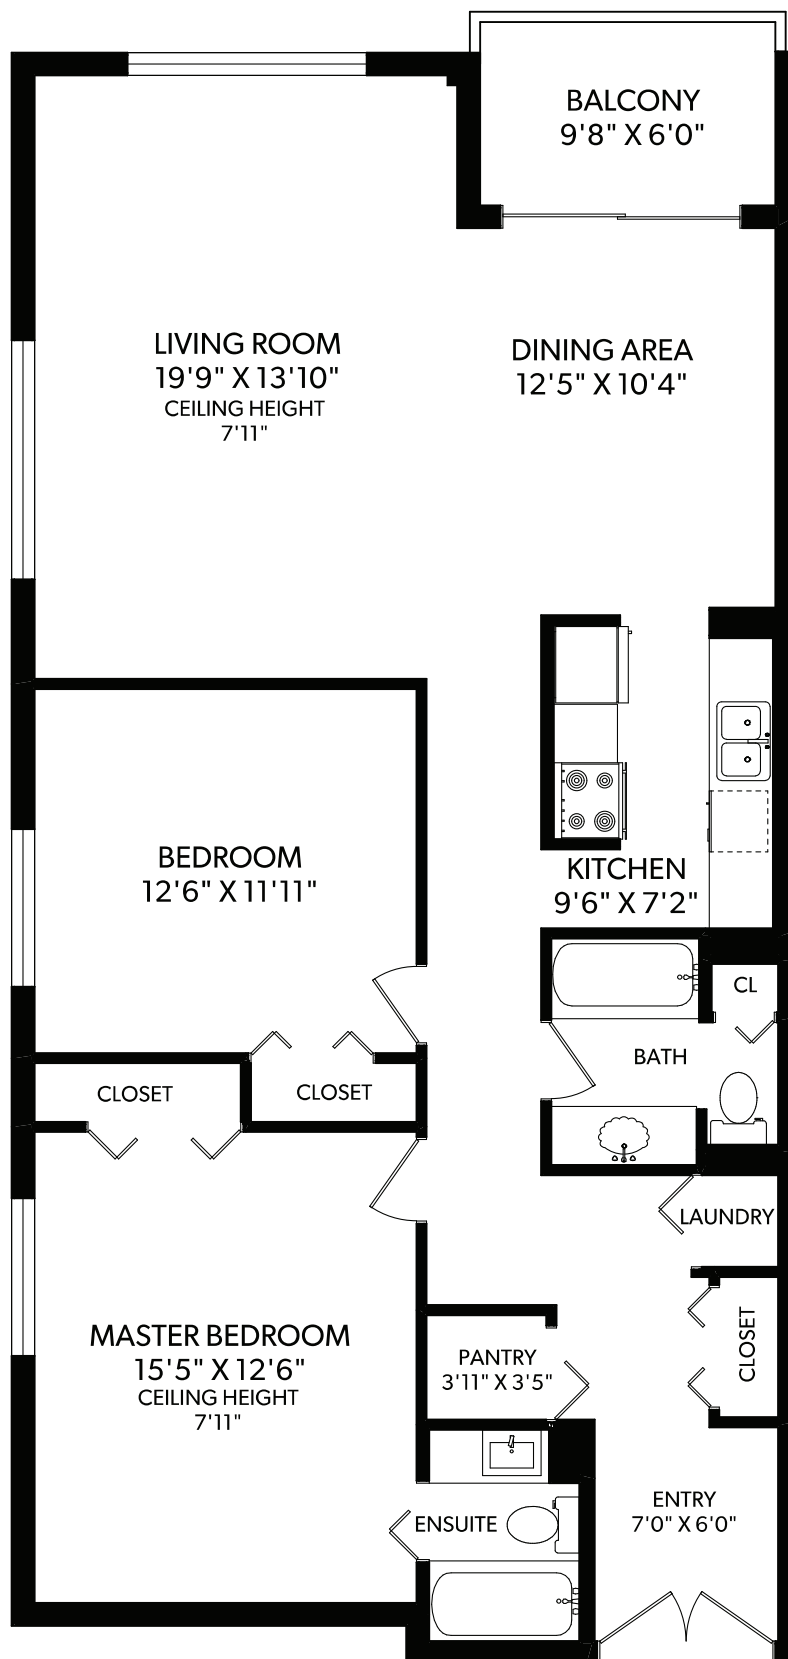 BALCONY
9'8" X 6'0"
LIVING ROOM
19'9" X 13'10"
CEILING HEIGHT
7'11"
DINING AREA
12'5" X 10'4"
BEDROOM
12'6" X 11'11"
KITCHEN
9'6" X 7'2"
CL
BATH
CLOSET
CLOSET
LAUNDRY
MASTER BEDROOM
15'5" X 12'6"
CEILING HEIGHT
7'11"
CLOSET
PANTRY
3'11" X 3'5"
ENSUITE
ENTRY
7'0" X 6'0"